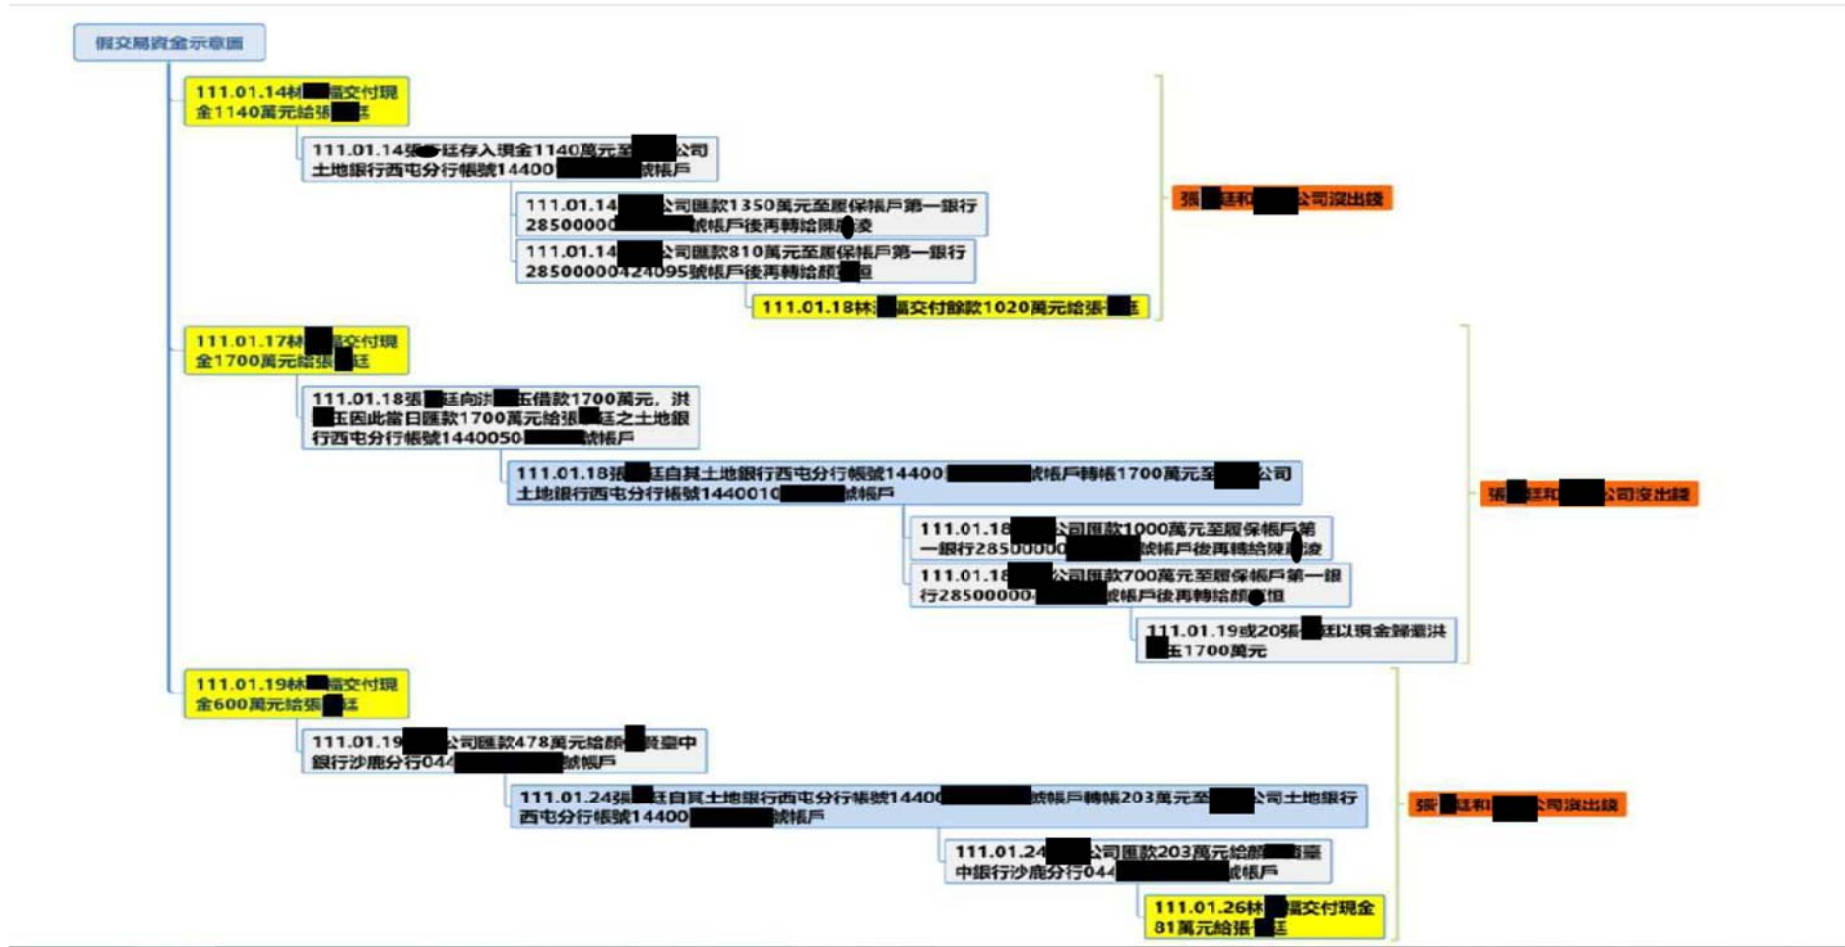 假交易資金示意圖
111.01.14林 福交付現
金1140萬元給張 廷
111.01.14張 廷存入現金1140萬元至 公司
土地銀行西屯分行帳號14400 號帳戶
111.01.14 公司匯款1350萬元至履保帳戶第一銀行
28500000 號帳戶後再轉給陳 淩
111.01.14 公司匯款810萬元至履保帳戶第一銀行
28500000424095號帳戶後再轉給顏 恒
111.01.18林 福交付餘款1020萬元給張 廷
張 廷和 公司沒出錢
111.01.17林 福交付現
金1700萬元給張 廷
111.01.18張 廷向洪 玉借款1700萬元，洪
玉因此當日匯款1700萬元給張 廷之土地銀
行西屯分行帳號1440050 號帳戶
111.01.18張 廷自其土地銀行西屯分行帳號14400 號帳戶轉帳1700萬元至 公司
土地銀行西屯分行帳號1440010 號帳戶
111.01.18 公司匯款1000萬元至履保帳戶第
一銀行28500000 號帳戶後再轉給陳 淩
111.01.18 公司匯款700萬元至履保帳戶第一銀
行28500000 號帳戶後再轉給顏 恒
111.01.19或20張 廷以現金歸還洪
玉1700萬元
張 廷和 公司沒出錢
111.01.19林 福交付現
金600萬元給張 廷
111.01.19 公司匯款478萬元給顏 賢臺中
銀行沙鹿分行044 號帳戶
111.01.24張 廷自其土地銀行西屯分行帳號14400 號帳戶轉帳203萬元至 公司土地銀行
西屯分行帳號14400 號帳戶
111.01.24 公司匯款203萬元給顏 臺
中銀行沙鹿分行044 號帳戶
111.01.26林 福交付現金
81萬元給張 廷
張 廷和 公司沒出錢